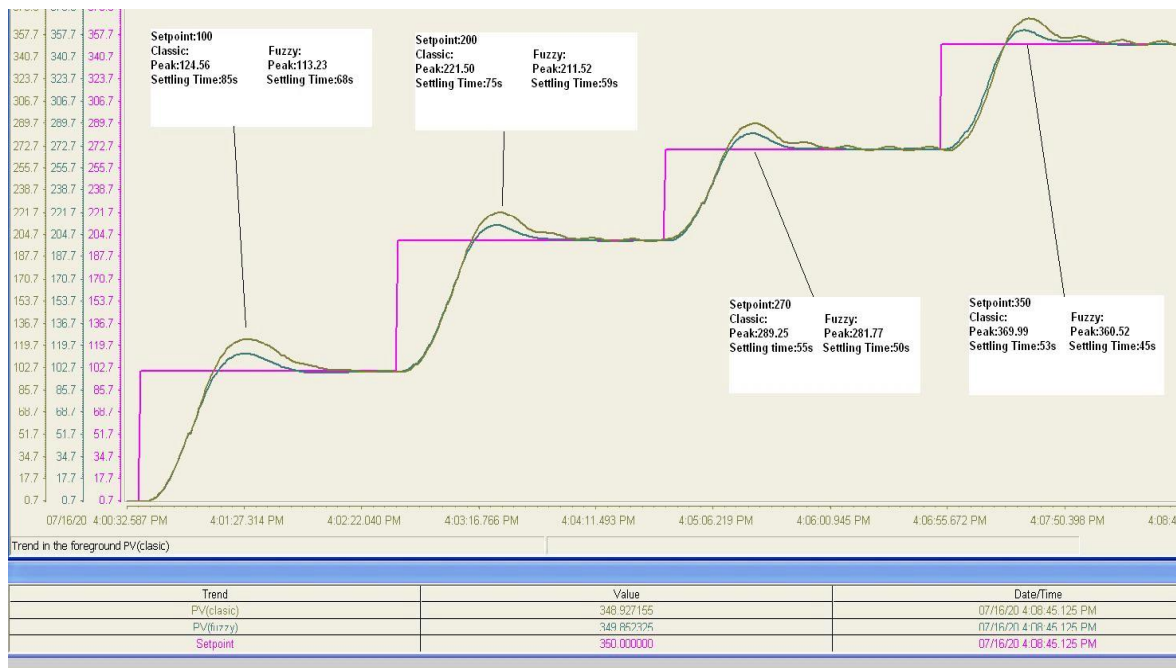 373.8 373.8 373.8
357.7 357.7 357.7
340.7 340.7 340.7
323.7 323.7 323.7
306.7 306.7 306.7
289.7 289.7 289.7
272.7 272.7 272.7
255.7 255.7 255.7
238.7 238.7 238.7
221.7 221.7 221.7
204.7 204.7 204.7
187.7 187.7 187.7
170.7 170.7 170.7
153.7 153.7 153.7
136.7 136.7 136.7
119.7 119.7 119.7
102.7 102.7 102.7
85.7 85.7 85.7
68.7 68.7 68.7
51.7 51.7 51.7
34.7 34.7 34.7
17.7 17.7 17.7
0.7 0.7 0.7
Setpoint:100
Classic: Fuzzy:
Peak:124.56 Peak:113.23
Settling Time:85s Settling Time:68s
Setpoint:200
Classic: Fuzzy:
Peak:221.50 Peak:211.52
Settling Time:75s Settling Time:59s
Setpoint:270
Classic: Fuzzy:
Peak:289.25 Peak:281.77
Settling time:55s Settling Time:50s
Setpoint:350
Classic: Fuzzy:
Peak:369.99 Peak:360.52
Settling Time:53s Settling Time:45s
07/16/20 4:00:32.587 PM 4:01:27.314 PM 4:02:22.040 PM 4:03:16.766 PM 4:04:11.493 PM 4:05:06.219 PM 4:06:00.945 PM 4:06:55.672 PM 4:07:50.398 PM 4:08:4
Trend in the foreground PV(clasic)
Trend Value Date/Time
PV(clasic) 348.927155 07/16/20 4:08:45.125 PM
PV(fuzzy) 349.852325 07/16/20 4:08:45.125 PM
Setpoint 350.000000 07/16/20 4:08:45.125 PM